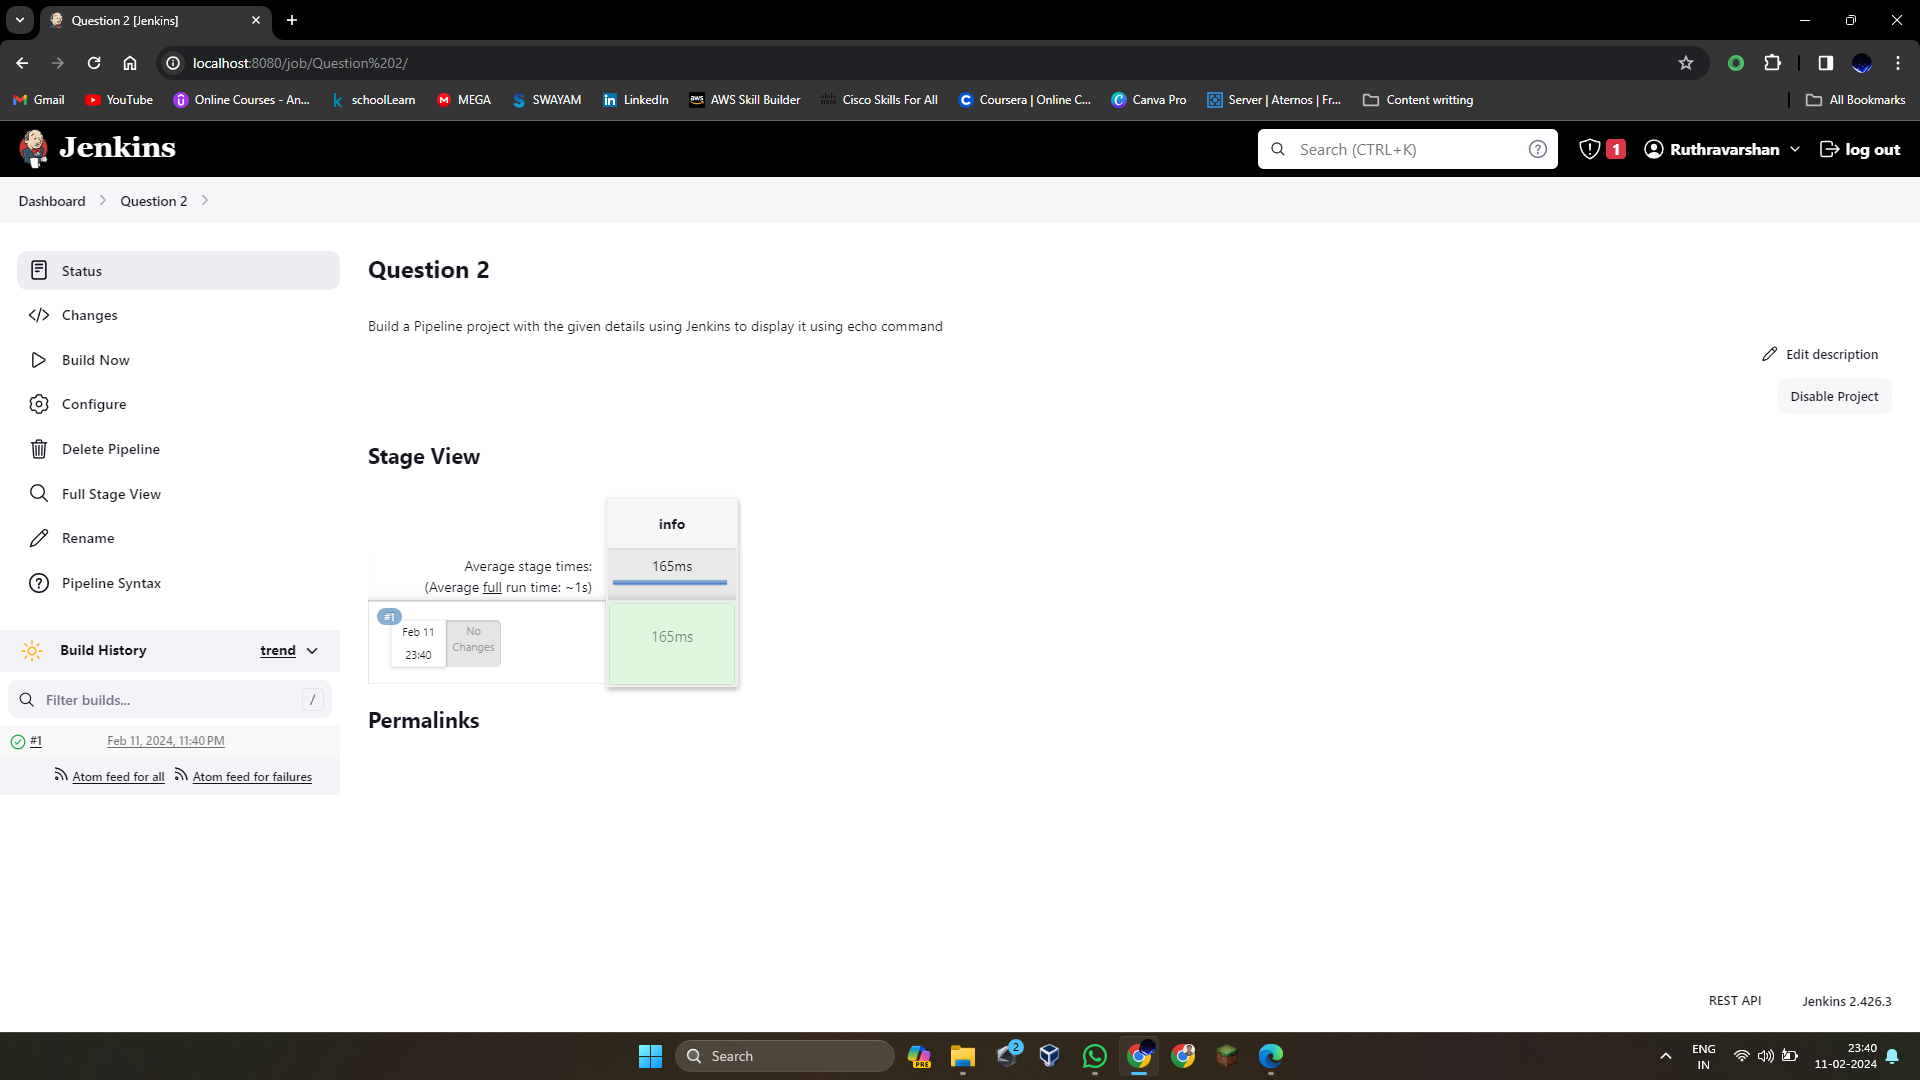 Question 2 [Jenkins]
localhost:8080/job/Question%202/
Gmail YouTube Online Courses - An... schoolLearn MEGA SWAYAM LinkedIn AWS Skill Builder Cisco Skills For All Coursera | Online C... Canva Pro Server | Aternos | Fr... Content writting All Bookmarks
Jenkins Search (CTRL+K) ? 1 Ruthravarshan log out
Dashboard Question 2
Status
Changes
Build Now
Configure
Delete Pipeline
Full Stage View
Rename
Pipeline Syntax
Build History trend
Filter builds... /
#1 Feb 11, 2024, 11:40 PM
Atom feed for all Atom feed for failures
Question 2
Build a Pipeline project with the given details using Jenkins to display it using echo command
Edit description
Disable Project
Stage View
info
Average stage times: 165ms
(Average full run time: ~1s)
#1
Feb 11 No
23:40 Changes
165ms
Permalinks
REST API Jenkins 2.426.3
Search PRE 2 ENG 23:40
IN 11-02-2024